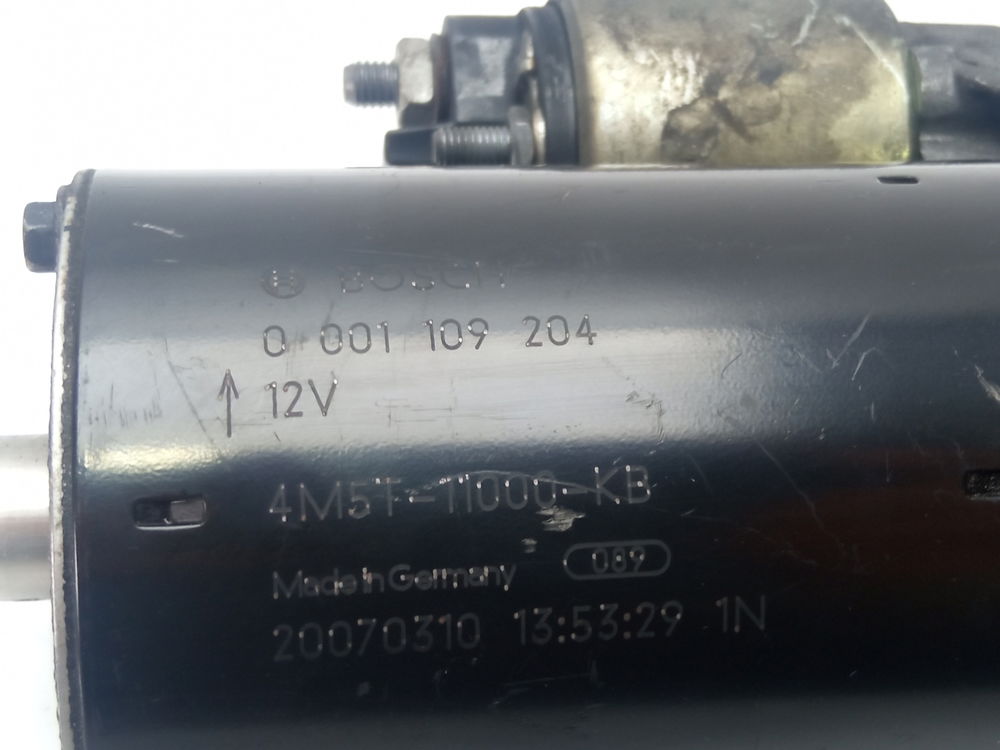 BOSCH
0 001 109 204
12V
4M5T-11000-KB
Made in Germany 089
20070310 13:53:29 1N